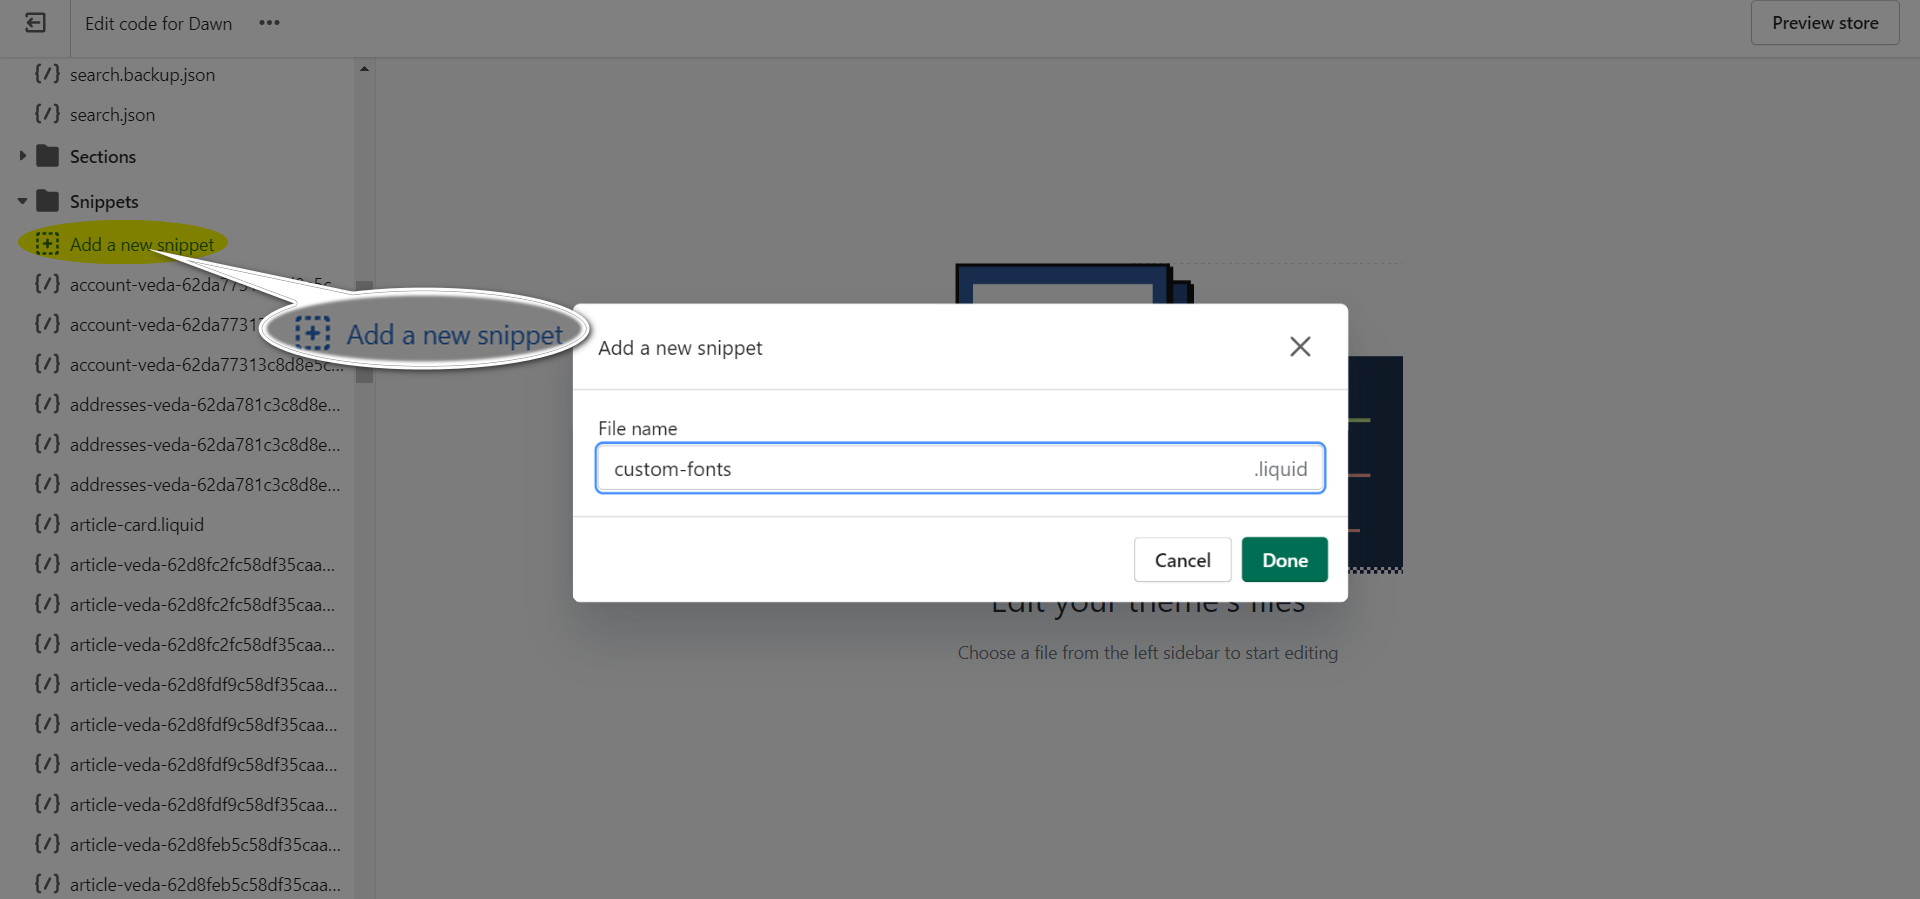 Edit code for Dawn
Preview store
search.backup.json
search.json
Sections
Snippets
Add a new snippet
account-veda-62da773
account-veda-62da7731
account-veda-62da77313c8d8e5c...
addresses-veda-62da781c3c8d8e...
addresses-veda-62da781c3c8d8e...
addresses-veda-62da781c3c8d8e...
article-card.liquid
article-veda-62d8fc2fc58df35caa...
article-veda-62d8fc2fc58df35caa...
article-veda-62d8fc2fc58df35caa...
article-veda-62d8fdf9c58df35caa...
article-veda-62d8fdf9c58df35caa...
article-veda-62d8fdf9c58df35caa...
article-veda-62d8fdf9c58df35caa...
article-veda-62d8feb5c58df35caa...
article-veda-62d8feb5c58df35caa...
Add a new snippet
Add a new snippet
File name
custom-fonts .liquid
Cancel Done
Edit your theme's files
Choose a file from the left sidebar to start editing